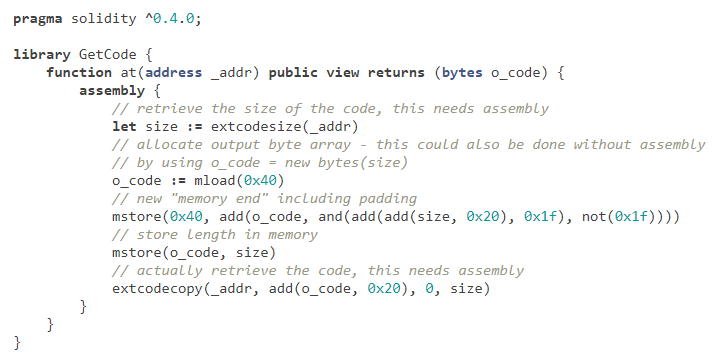 pragma solidity ^0.4.0;

library GetCode {
    function at(address _addr) public view returns (bytes o_code) {
        assembly {
            // retrieve the size of the code, this needs assembly
            let size := extcodesize(_addr)
            // allocate output byte array - this could also be done without assembly
            // by using o_code = new bytes(size)
            o_code := mload(0x40)
            // new "memory end" including padding
            mstore(0x40, add(o_code, and(add(add(size, 0x20), 0x1f), not(0x1f))))
            // store length in memory
            mstore(o_code, size)
            // actually retrieve the code, this needs assembly
            extcodecopy(_addr, add(o_code, 0x20), 0, size)
        }
    }
}